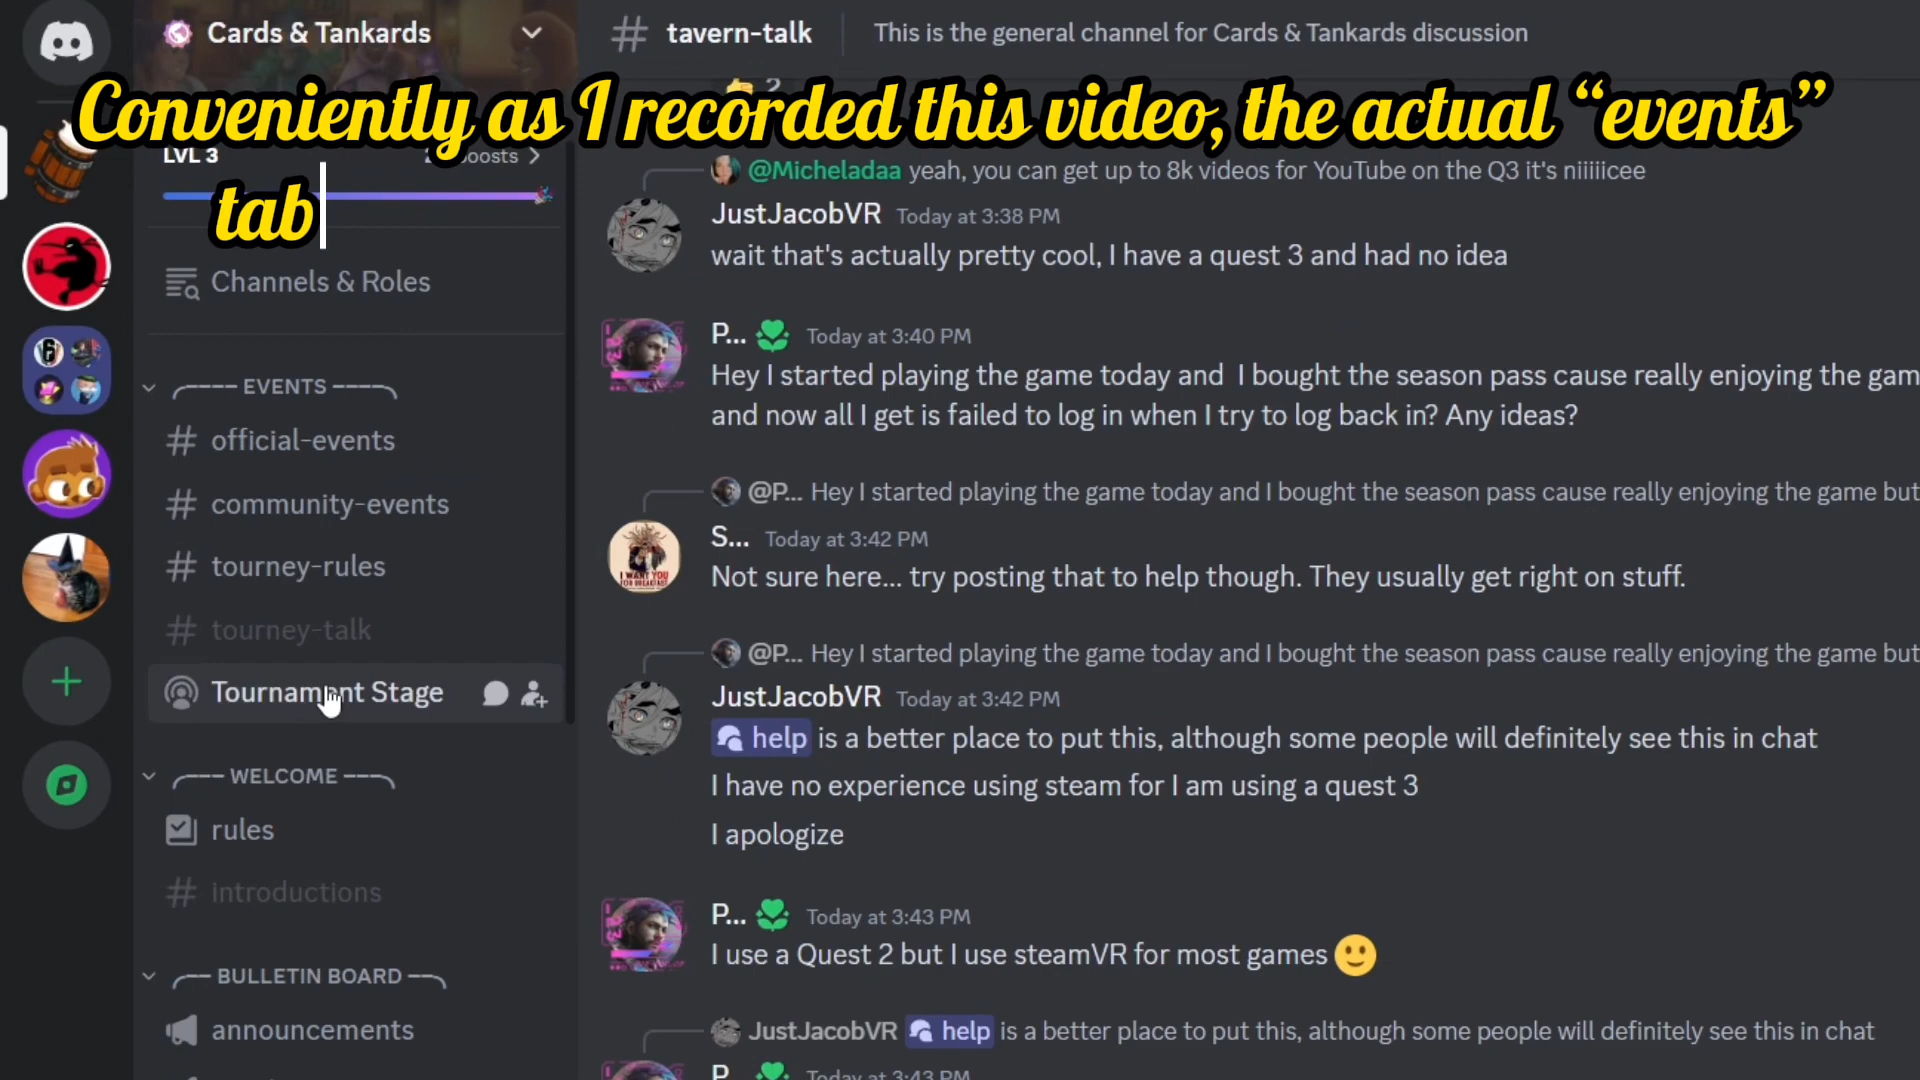 Cards & Tankards
# tavern-talk
This is the general channel for Cards & Tankards discussion
2
Conveniently as I recorded this video, the actual “events”
tab
LVL 3
Boosts
@Micheladaa yeah, you can get up to 8k videos for YouTube on the Q3 it's niiiiicee
JustJacobVR Today at 3:38 PM
wait that's actually pretty cool, I have a quest 3 and had no idea
Channels & Roles
EVENTS
# official-events
# community-events
# tourney-rules
# tourney-talk
Tournament Stage
WELCOME
rules
# introductions
BULLETIN BOARD
announcements
P... Today at 3:40 PM
Hey I started playing the game today and I bought the season pass cause really enjoying the gam
and now all I get is failed to log in when I try to log back in? Any ideas?
@P... Hey I started playing the game today and I bought the season pass cause really enjoying the game but
S... Today at 3:42 PM
I WANT YOU
FOR BREAKFAST
Not sure here... try posting that to help though. They usually get right on stuff.
@P... Hey I started playing the game today and I bought the season pass cause really enjoying the game but
JustJacobVR Today at 3:42 PM
help is a better place to put this, although some people will definitely see this in chat
I have no experience using steam for I am using a quest 3
I apologize
P... Today at 3:43 PM
I use a Quest 2 but I use steamVR for most games
JustJacobVR help is a better place to put this, although some people will definitely see this in chat
P Today at 3:43 PM